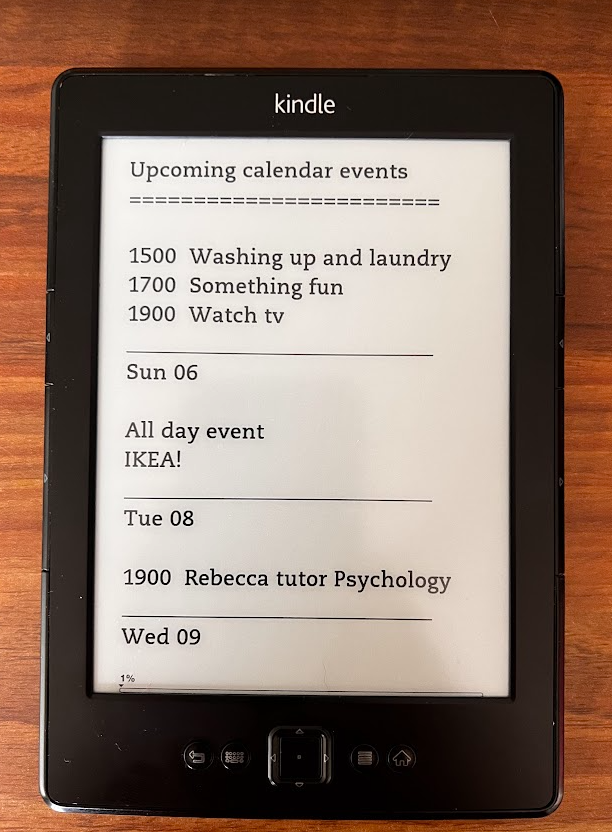 kindle
Upcoming calendar events
========================
1500 Washing up and laundry
1700 Something fun
1900 Watch tv
Sun 06
All day event
IKEA!
Tue 08
1900 Rebecca tutor Psychology
Wed 09
1%